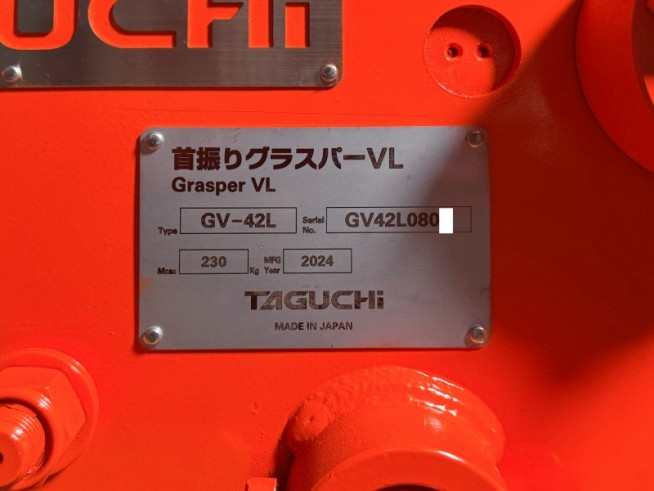 TAGUCHi
首振りグラスパーVL
Grasper VL
Type GV-42L Serial No. GV42L080
Mass 230 Kg MFG Year 2024
TAGUCHi
MADE IN JAPAN